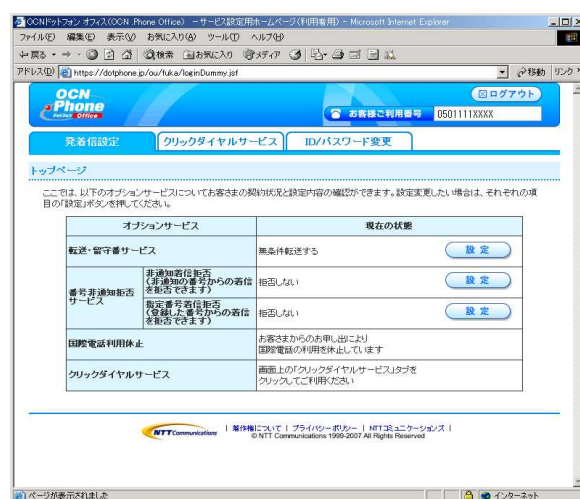 OCNドットフォン オフィス(OCN .Phone Office) －サービス設定用ホームページ(利用者用) - Microsoft Internet Explorer
ファイル(F) 編集(E) 表示(V) お気に入り(A) ツール(T) ヘルプ(H)
戻る 検索 お気に入り メディア
アドレス(D) https://dotphone.jp/ou/fuka/loginDummy.jsf 移動 リンク
OCN
.Phone
Office
ログアウト
お客様ご利用番号 0501111XXXX
発着信設定 クリックダイヤルサービス ID/パスワード変更
トップページ
ここでは、以下のオプションサービスについてお客さまの契約状況と設定内容の確認ができます。設定変更したい場合は、それぞれの項
目の「設定」ボタンを押してください。
オプションサービス 現在の状態
転送・留守番サービス 無条件転送する 設 定
番号非通知拒否
サービス
非通知着信拒否
(非通知の番号からの着信
を拒否できます)
拒否しない 設 定
指定番号着信拒否
(登録した番号からの着信
を拒否できます)
拒否しない 設 定
国際電話利用休止
お客さまからのお申し出により
国際電話の利用を休止しています
クリックダイヤルサービス
画面上の「クリックダイヤルサービス」タブを
クリックしてご利用ください
NTT Communications | 著作権について | プライバシーポリシー | NTTコミュニケーションズ |
© NTT Communications 1999-2007 All Rights Reserved
ページが表示されました インターネット